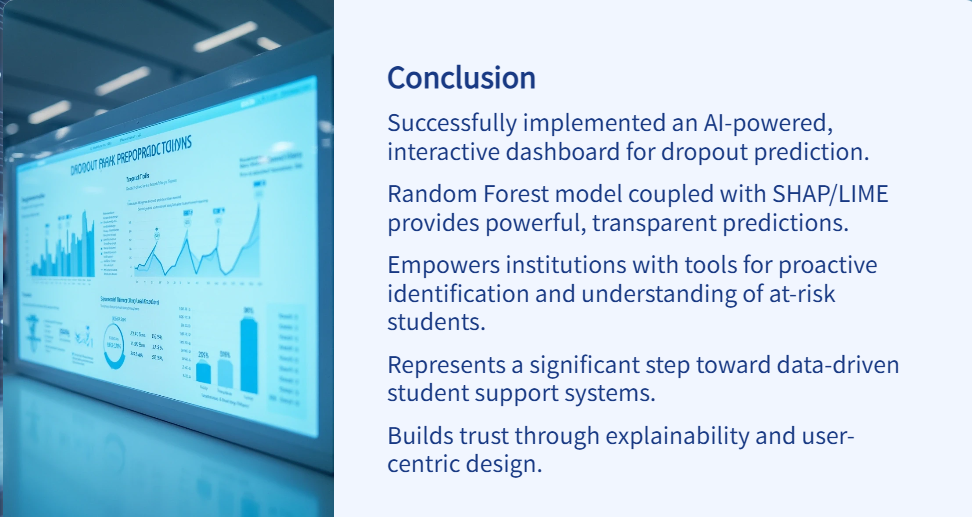 Conclusion
Successfully implemented an AI-powered,
interactive dashboard for dropout prediction.
Random Forest model coupled with SHAP/LIME
provides powerful, transparent predictions.
Empowers institutions with tools for proactive
identification and understanding of at-risk
students.
Represents a significant step toward data-driven
student support systems.
Builds trust through explainability and user-
centric design.